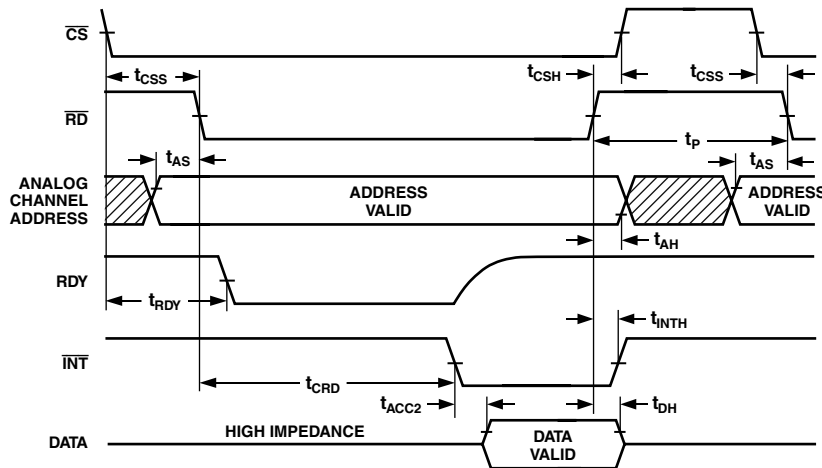 CS
tCSS
tCSH
tCSS
RD
tAS
tP
tAS
ANALOG
CHANNEL
ADDRESS
ADDRESS
VALID
ADDRESS
VALID
tAH
RDY
tRDY
tINTH
INT
tCRD
tACC2
tDH
DATA
HIGH IMPEDANCE
DATA
VALID